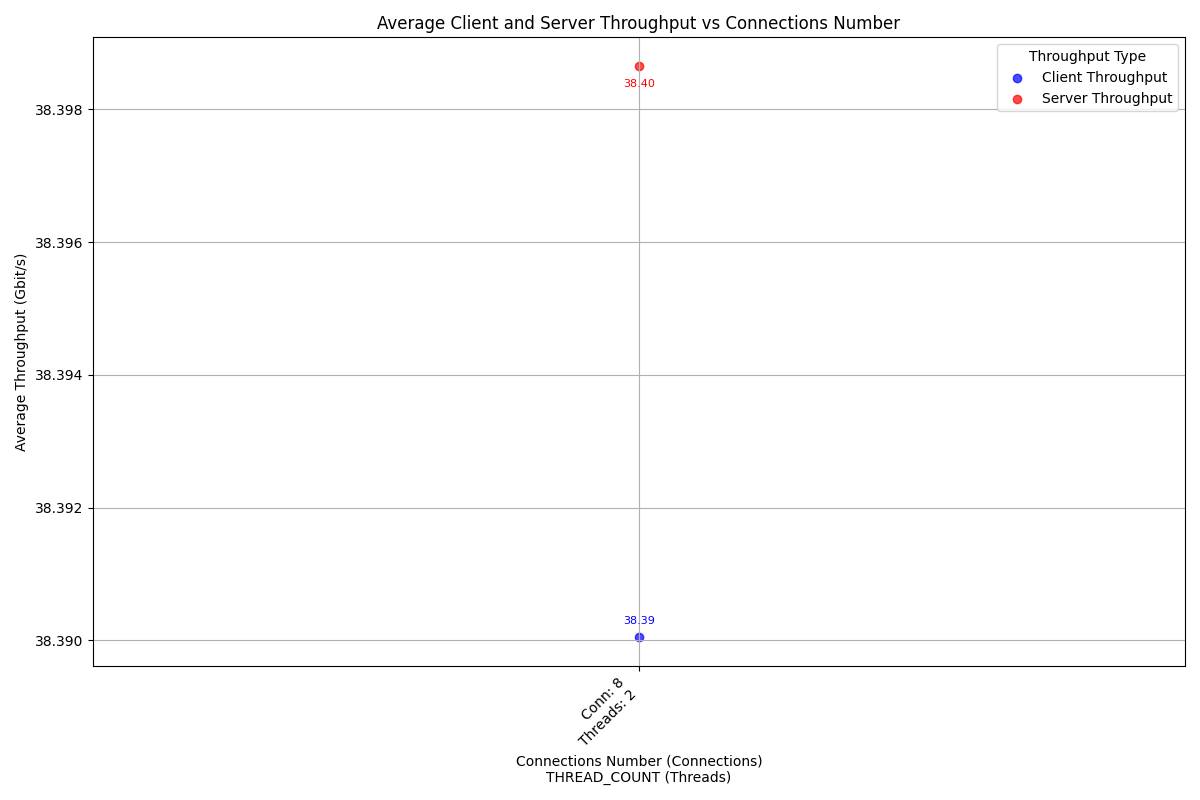 Average Client and Server Throughput vs Connections Number
Throughput Type
Client Throughput
Server Throughput
38.40
38.39
38.398
38.396
38.394
38.392
38.390
Average Throughput (Gbit/s)
Conn: 8
Threads: 2
Connections Number (Connections)
THREAD_COUNT (Threads)